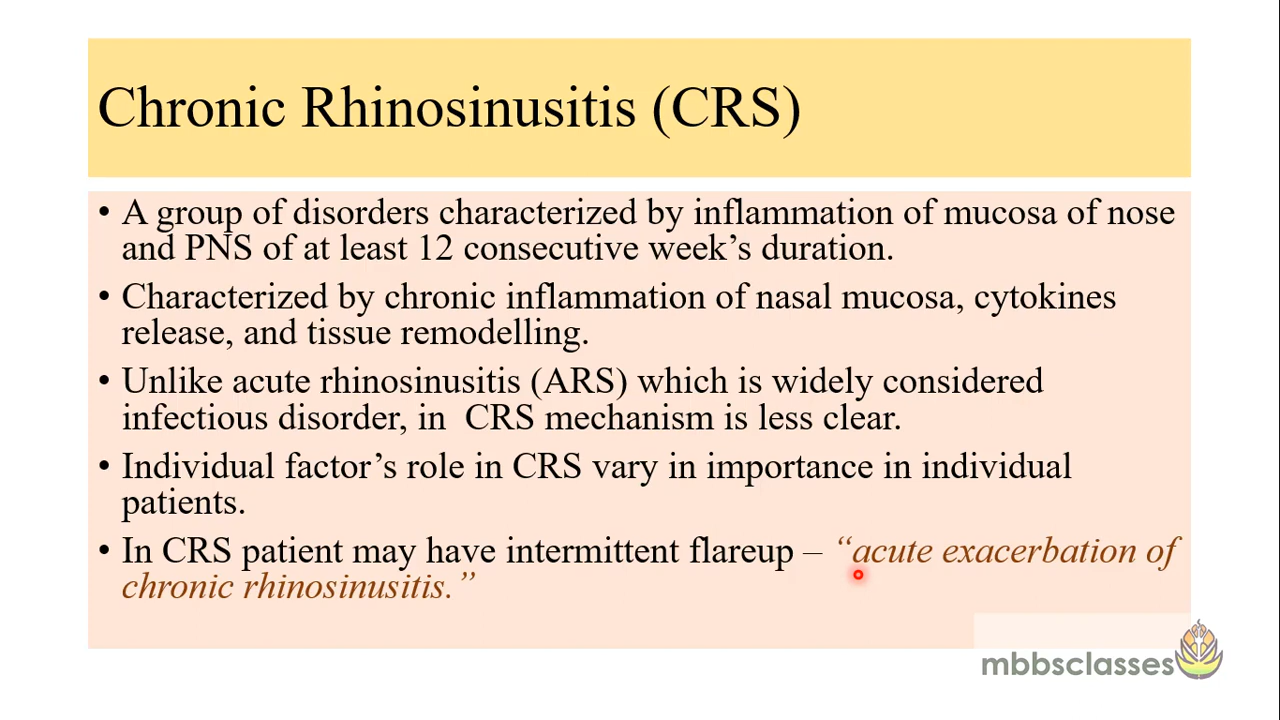 Chronic Rhinosinusitis (CRS)
• A group of disorders characterized by inflammation of mucosa of nose
and PNS of at least 12 consecutive week’s duration.
• Characterized by chronic inflammation of nasal mucosa, cytokines
release, and tissue remodelling.
• Unlike acute rhinosinusitis (ARS) which is widely considered
infectious disorder, in  CRS mechanism is less clear.
• Individual factor’s role in CRS vary in importance in individual
patients.
• In CRS patient may have intermittent flareup – “acute exacerbation of
chronic rhinosinusitis.”
mbbsclasses